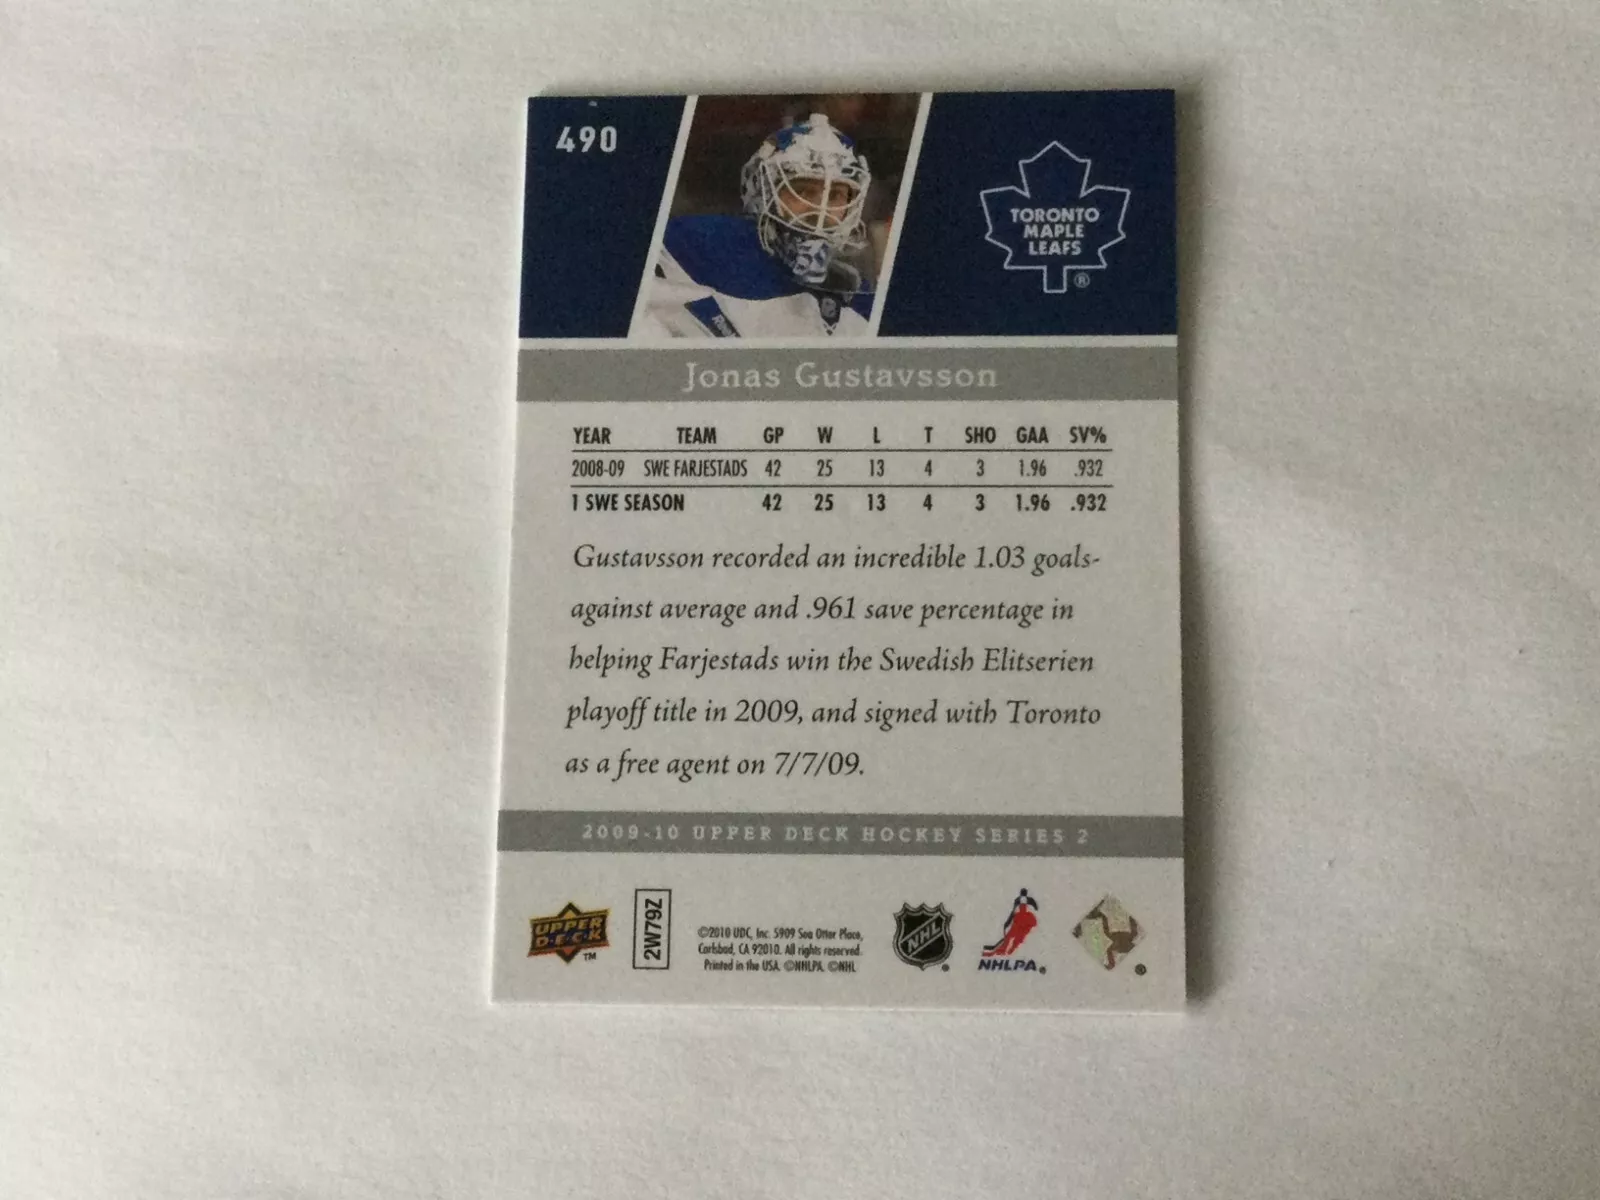 490
TORONTO
MAPLE
LEAFS
®
Jonas Gustavsson
YEAR TEAM GP W L T SHO GAA SV%
2008-09 SWE FARJESTADS 42 25 13 4 3 1.96 .932
1 SWE SEASON 42 25 13 4 3 1.96 .932
Gustavsson recorded an incredible 1.03 goals-
against average and .961 save percentage in
helping Farjestads win the Swedish Elitserien
playoff title in 2009, and signed with Toronto
as a free agent on 7/7/09.
2009-10 UPPER DECK HOCKEY SERIES 2
UPPER
DECK
TM
2W79Z
©2010 UDC, Inc. 5909 Sea Otter Place,
Carlsbad, CA 92010. All rights reserved.
Printed in the USA. ©NHLPA. ©NHL
NHL
NHLPA®
®